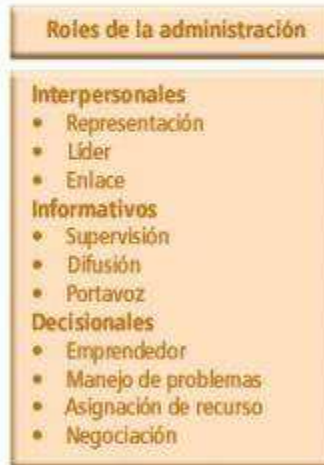 Roles de la administración
Interpersonales
• Representación
• Líder
• Enlace
Informativos
• Supervisión
• Difusión
• Portavoz
Decisionales
• Emprendedor
• Manejo de problemas
• Asignación de recurso
• Negociación